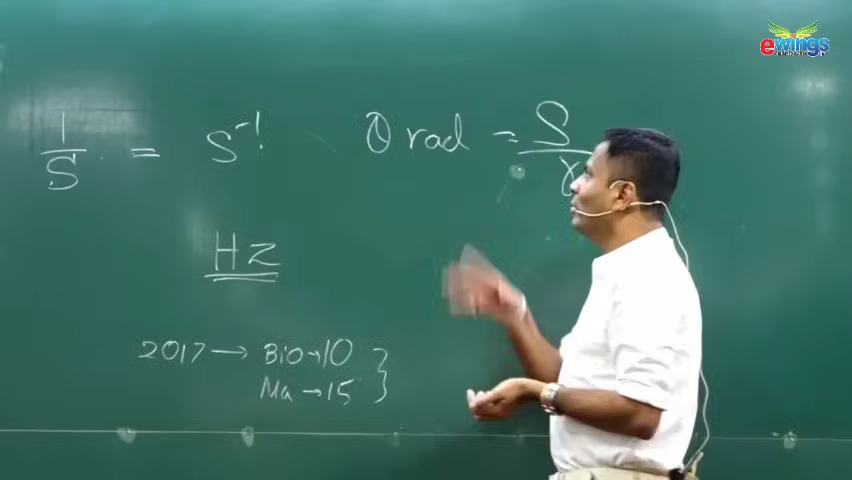 ewings
1/S = S⁻¹
θ rad = S/r
HZ
2017 → Bio → 10
Ma → 15